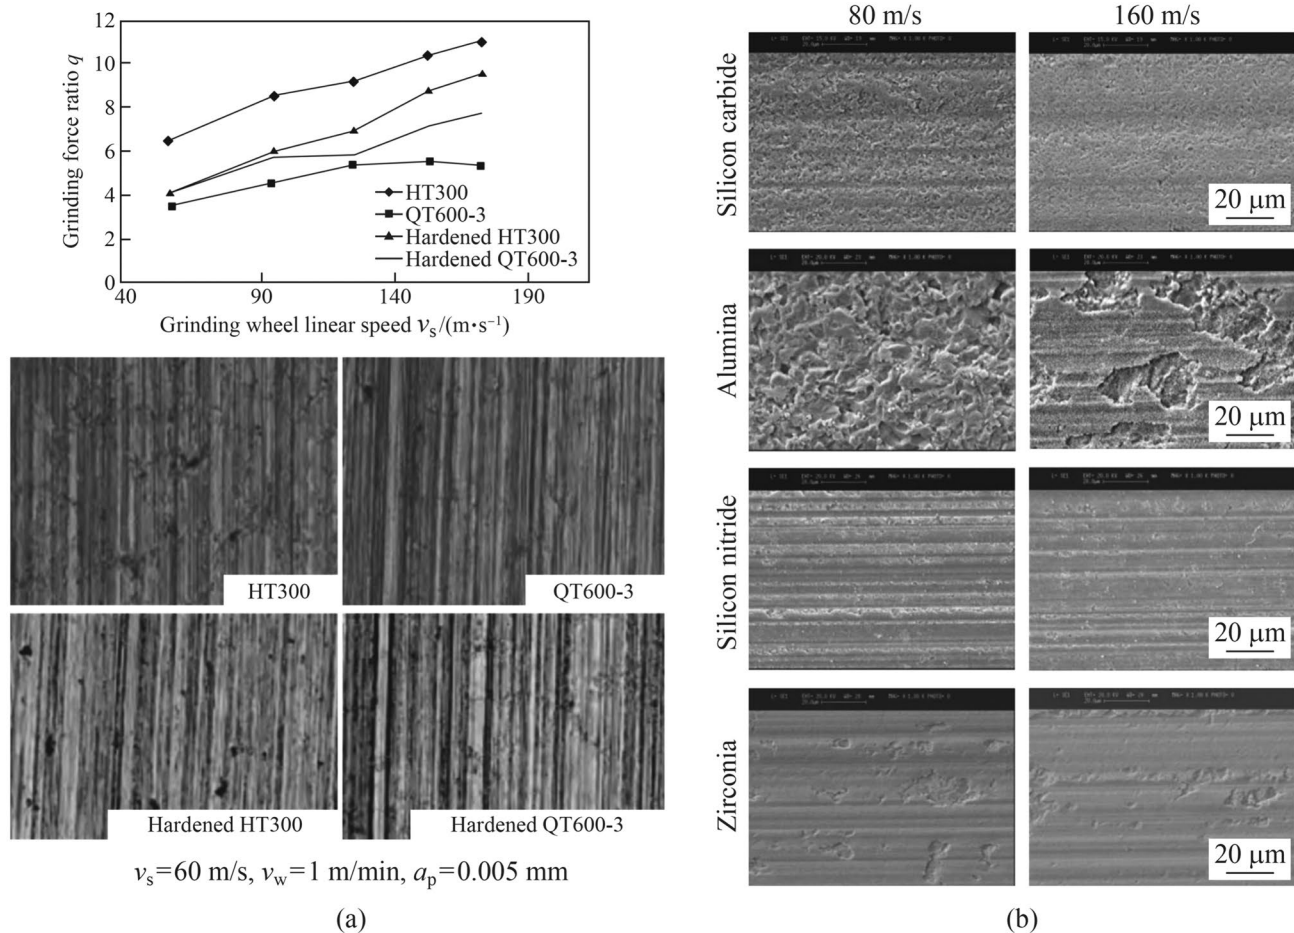 12
10
8
6
4
2
0
40
90
140
190
Grinding force ratio q
Grinding wheel linear speed vs/(m·s−1)
HT300
QT600-3
Hardened HT300
Hardened QT600-3
HT300
QT600-3
Hardened HT300
Hardened QT600-3
vs=60 m/s, vw=1 m/min, ap=0.005 mm
(a)
80 m/s
160 m/s
Silicon carbide
20 μm
Alumina
20 μm
Silicon nitride
20 μm
Zirconia
20 μm
(b)